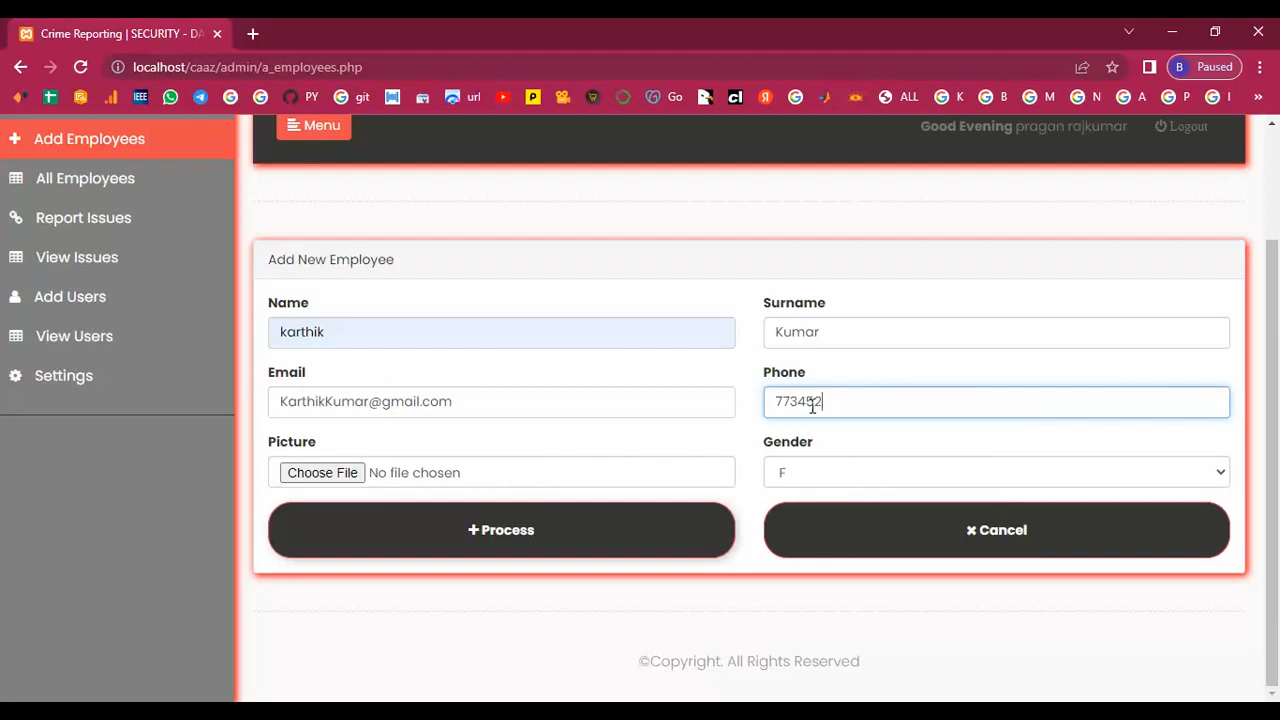 Crime Reporting | SECURITY - DA
localhost/caaz/admin/a_employees.php
B Paused
PY
git
url
Go
ALL
K
B
M
N
A
P
I
»
Add Employees
All Employees
Report Issues
View Issues
Add Users
View Users
Settings
Menu
Good Evening pragan rajkumar
Logout
Add New Employee
Name
Surname
karthik
Kumar
Email
Phone
KarthikKumar@gmail.com
773452
Picture
Gender
Choose File No file chosen
F
Process
Cancel
©Copyright. All Rights Reserved